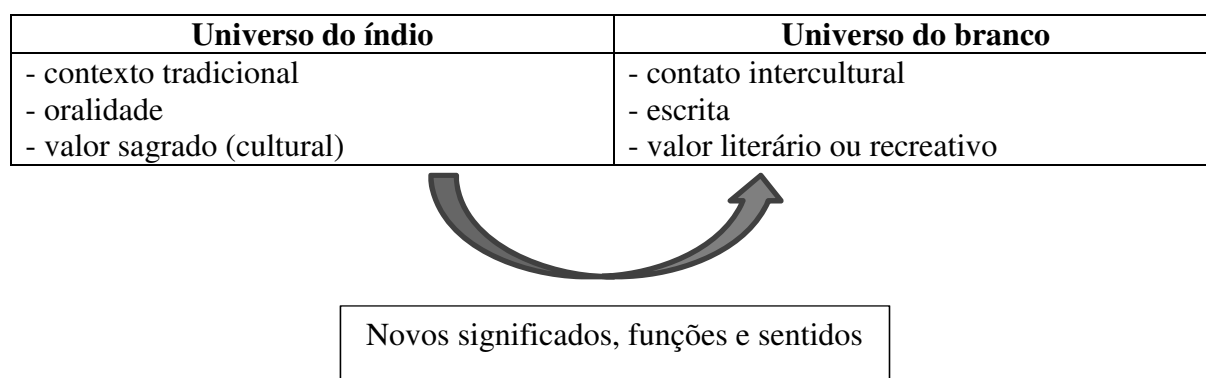 Universo do índio
Universo do branco
- contexto tradicional
- oralidade
- valor sagrado (cultural)
- contato intercultural
- escrita
- valor literário ou recreativo
Novos significados, funções e sentidos